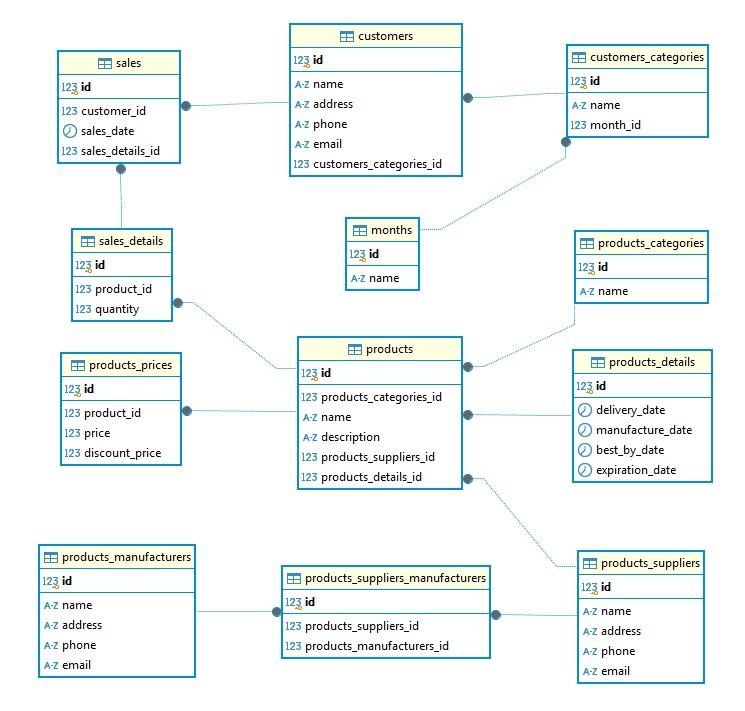 sales
123 id
123 customer_id
sales_date
123 sales_details_id
customers
123 id
A-Z name
A-Z address
A-Z phone
A-Z email
123 customers_categories_id
customers_categories
123 id
A-Z name
123 month_id
months
123 id
A-Z name
sales_details
123 id
123 product_id
123 quantity
products_categories
123 id
A-Z name
products_prices
123 id
123 product_id
123 price
123 discount_price
products
123 id
123 products_categories_id
A-Z name
A-Z description
123 products_suppliers_id
123 products_details_id
products_details
123 id
delivery_date
manufacture_date
best_by_date
expiration_date
products_manufacturers
123 id
A-Z name
A-Z address
A-Z phone
A-Z email
products_suppliers_manufacturers
123 id
123 products_suppliers_id
123 products_manufacturers_id
products_suppliers
123 id
A-Z name
A-Z address
A-Z phone
A-Z email